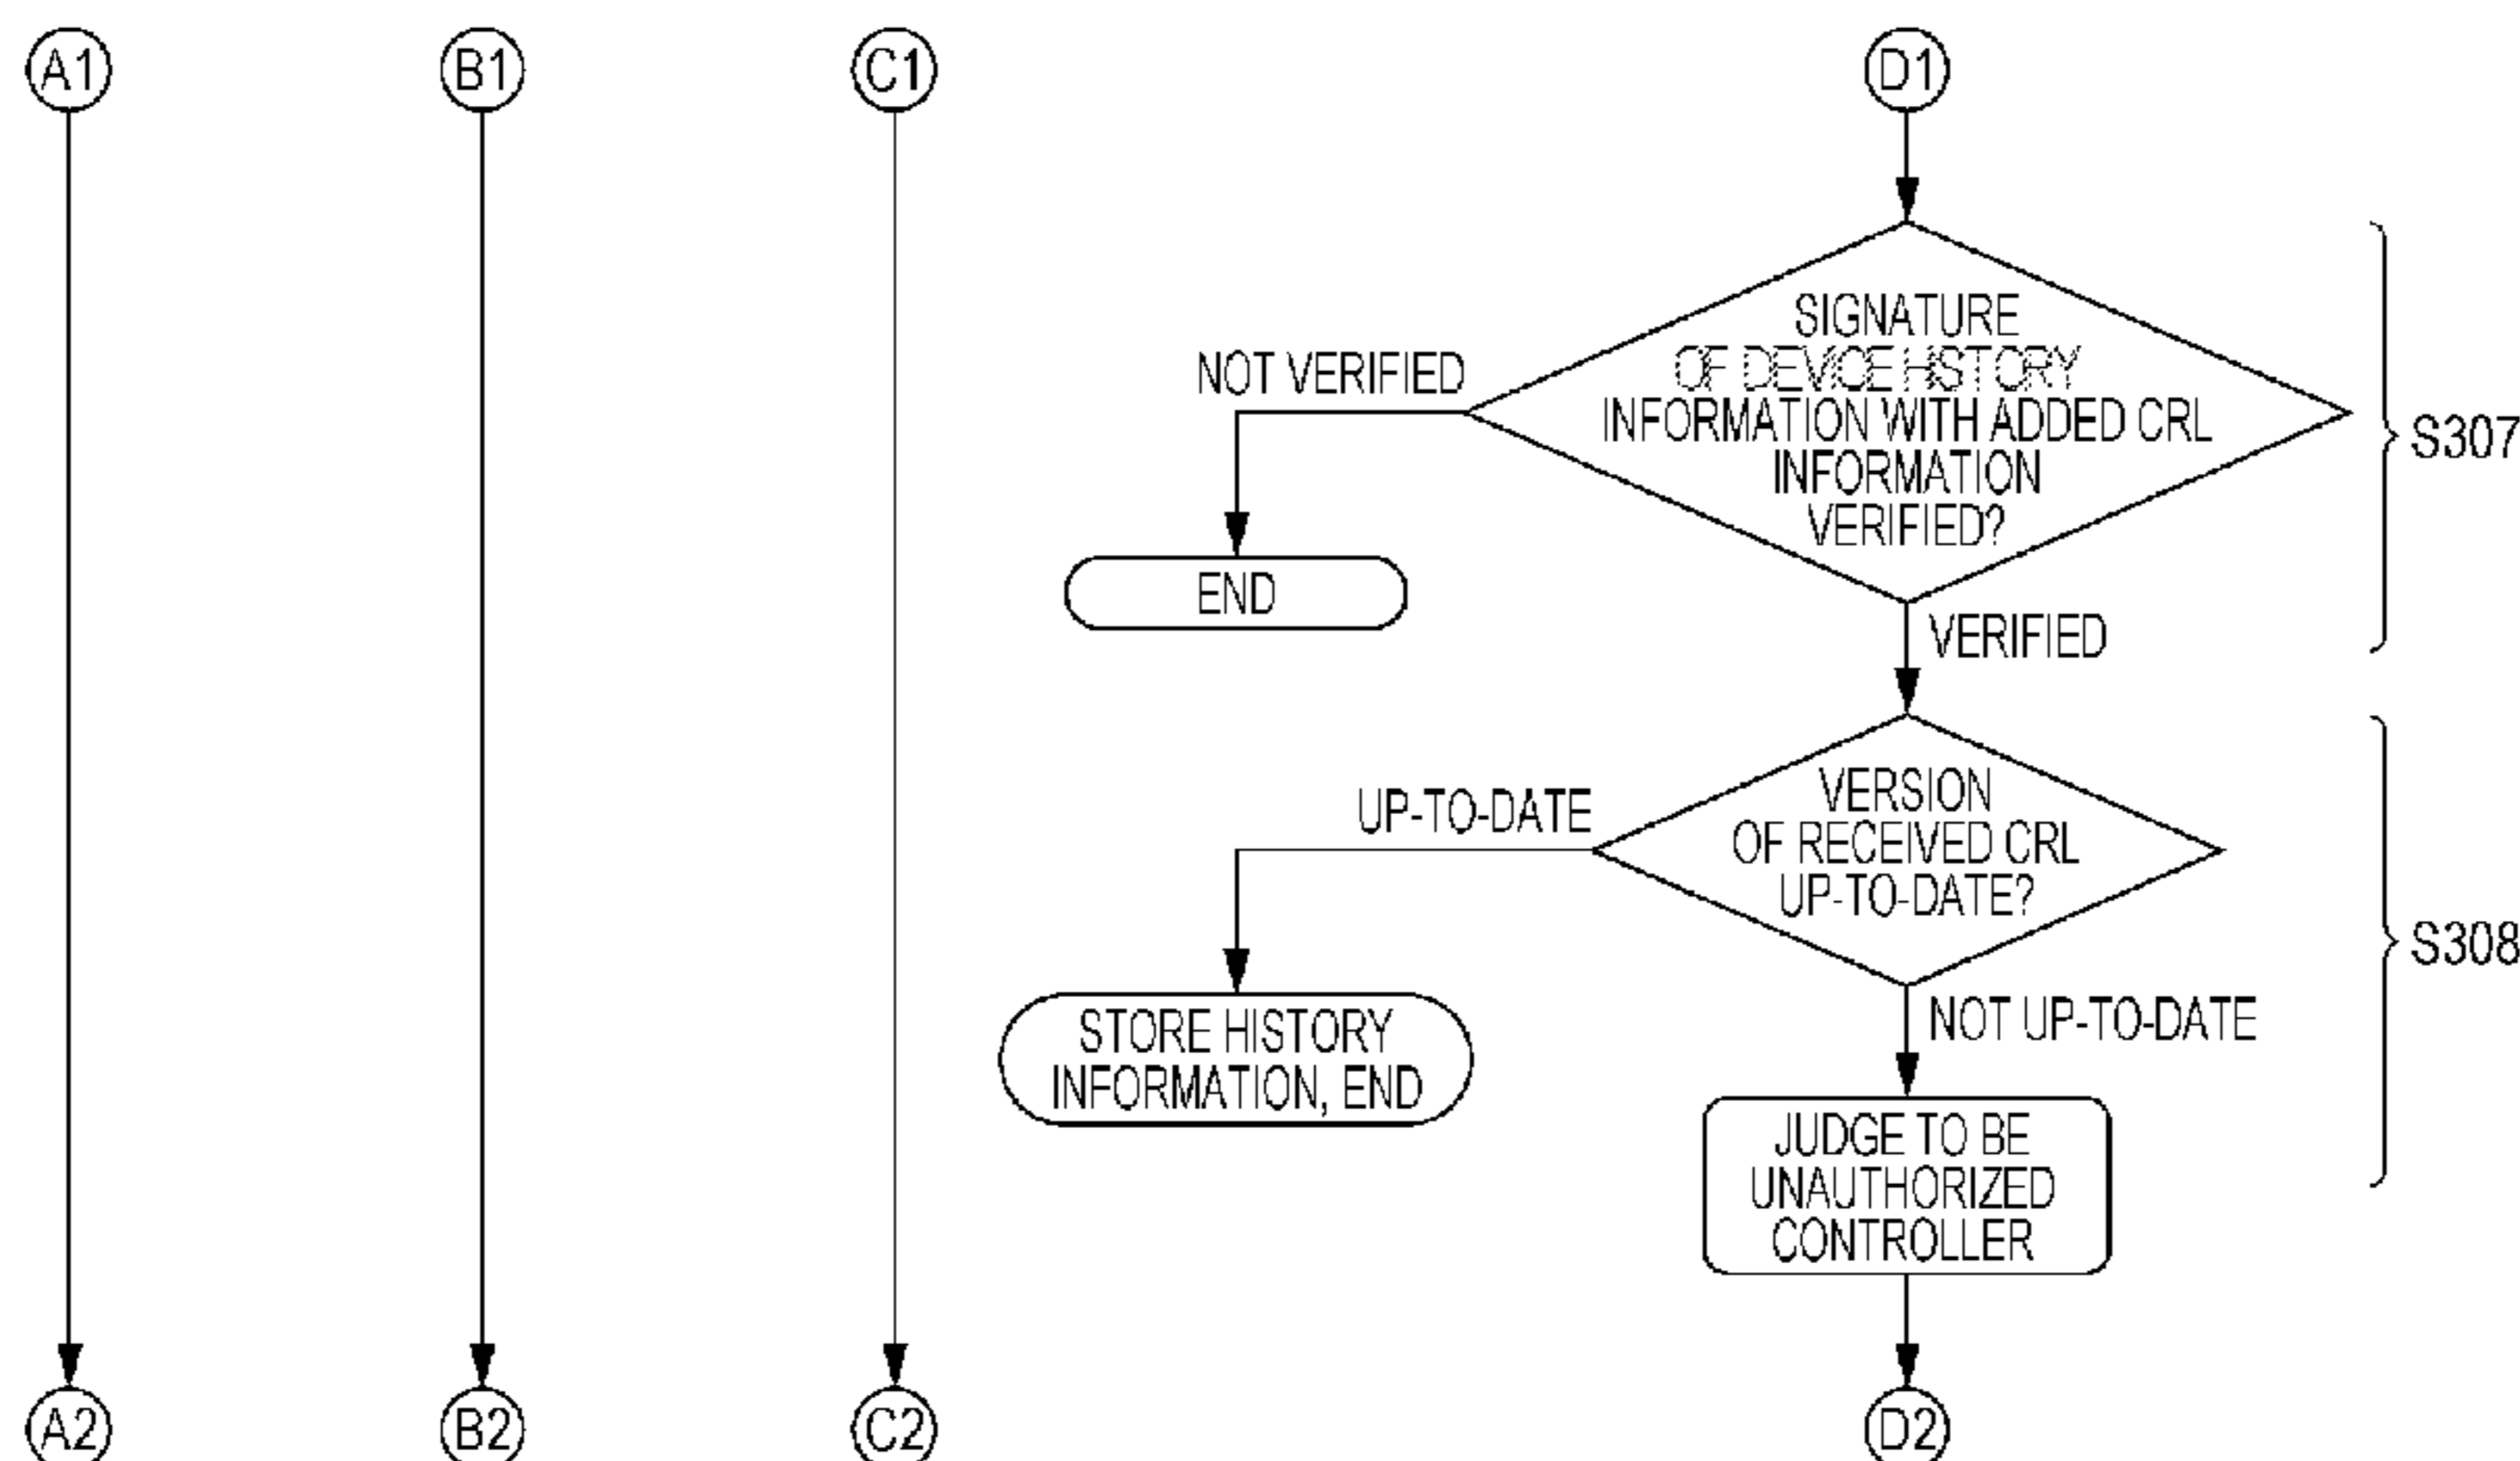 A1
B1
C1
D1
SIGNATURE
OF DEVICE HISTORY
INFORMATION WITH ADDED CRL
INFORMATION
VERIFIED?
NOT VERIFIED
S307
END
VERIFIED
VERSION
OF RECEIVED CRL
UP-TO-DATE?
UP-TO-DATE
S308
STORE HISTORY
INFORMATION, END
NOT UP-TO-DATE
JUDGE TO BE
UNAUTHORIZED
CONTROLLER
A2
B2
C2
D2